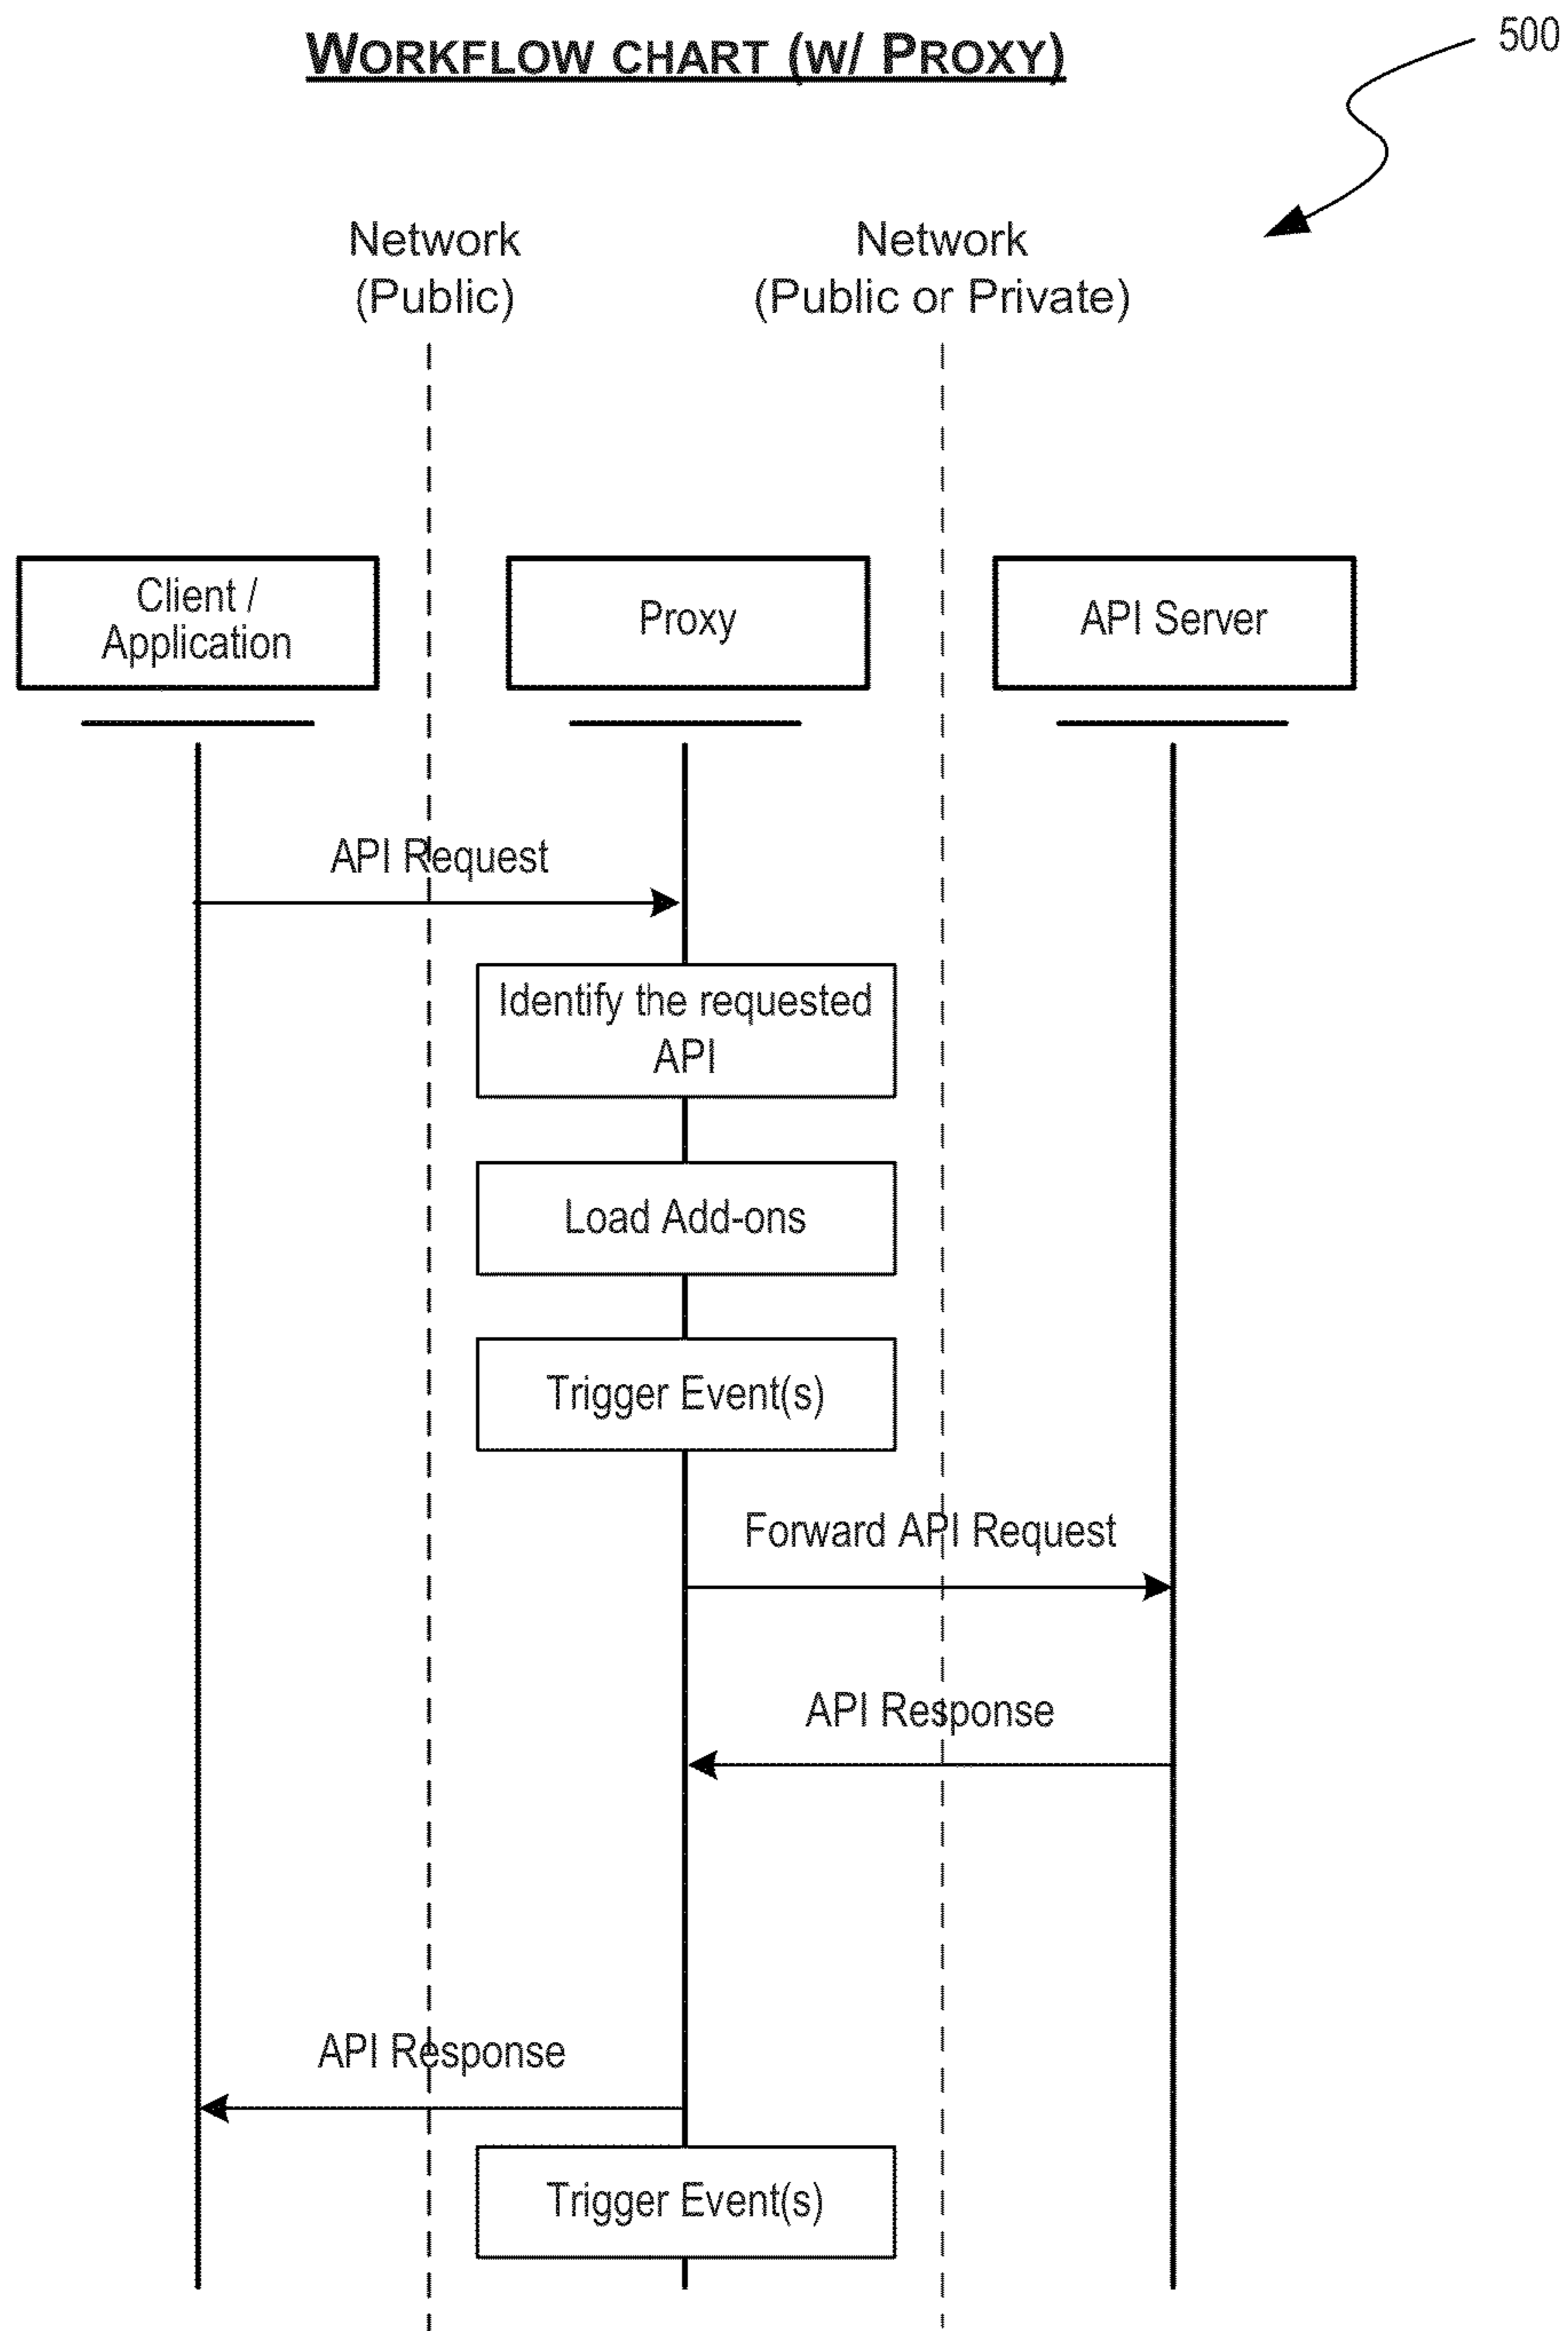 WORKFLOW CHART (W/ PROXY)
500
Network
(Public)
Network
(Public or Private)
Client /
Application
Proxy
API Server
API Request
Identify the requested
API
Load Add-ons
Trigger Event(s)
Forward API Request
API Response
API Response
Trigger Event(s)